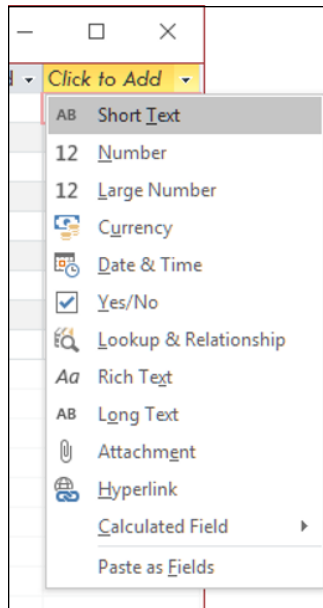 Click to Add
AB Short Text
12 Number
12 Large Number
Currency
Date & Time
Yes/No
Lookup & Relationship
Aa Rich Text
AB Long Text
Attachment
Hyperlink
Calculated Field
Paste as Fields